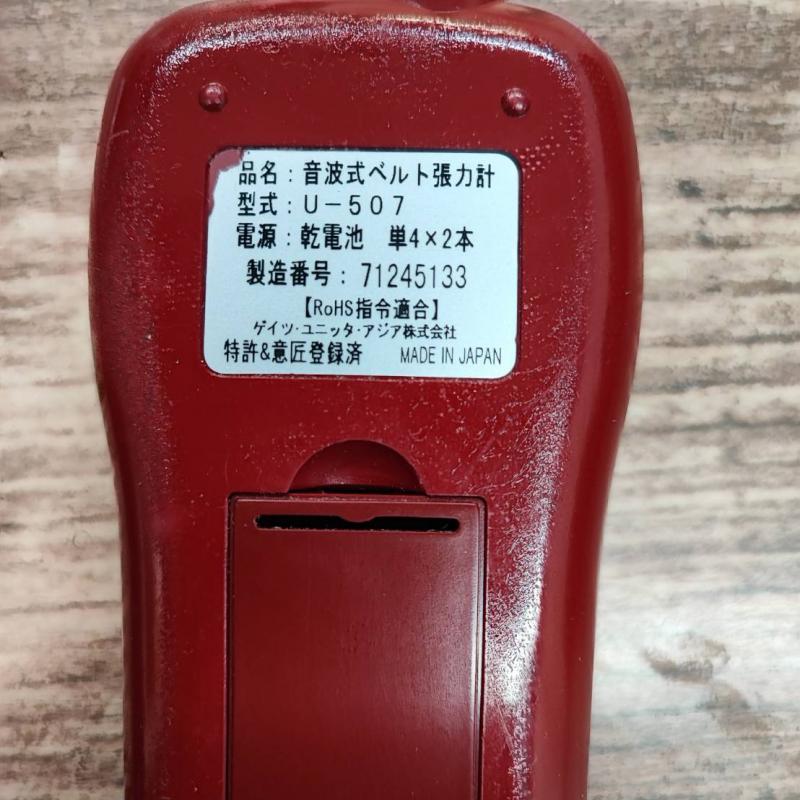 品名：音波式ベルト張力計
型式：U－507
電源：乾電池　単4×2本
製造番号：71245133
【RoHS指令適合】
ゲイツ・ユニッタ・アジア株式会社
特許&意匠登録済　MADE IN JAPAN